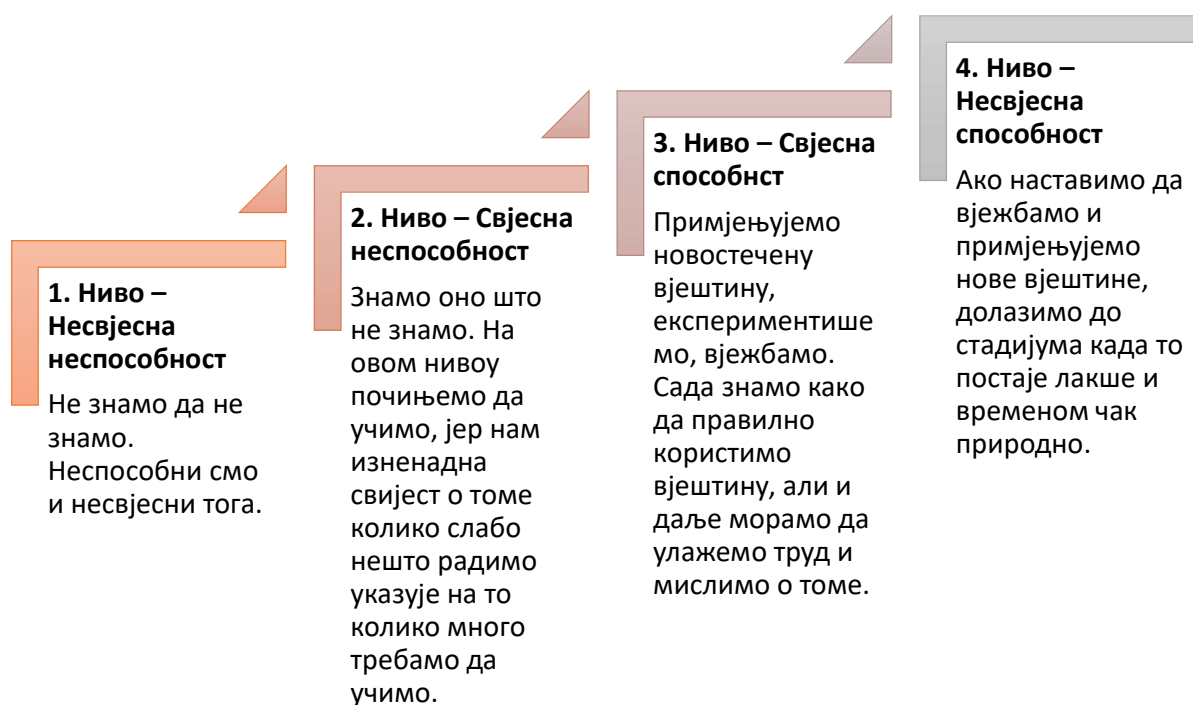 1. Ниво –
Несвјесна
неспособност
Не знамо да не
знамо.
Неспособни смо
и несвјесни тога.
2. Ниво – Свјесна
неспособност
Знамо оно што
не знамо. На
овом нивоу
почињемо да
учимо, јер нам
изненадна
свијест о томе
колико слабо
нешто радимо
указује на то
колико много
требамо да
учимо.
3. Ниво – Свјесна
способнст
Примјењујемо
новостечену
вјештину,
експериментише
мо, вјежбамо.
Сада знамо како
да правилно
користимо
вјештину, али и
даље морамо да
улажемо труд и
мислимо о томе.
4. Ниво –
Несвјесна
способност
Ако наставимо да
вјежбамо и
примјењујемо
нове вјештине,
долазимо до
стадијума када то
постаје лакше и
временом чак
природно.